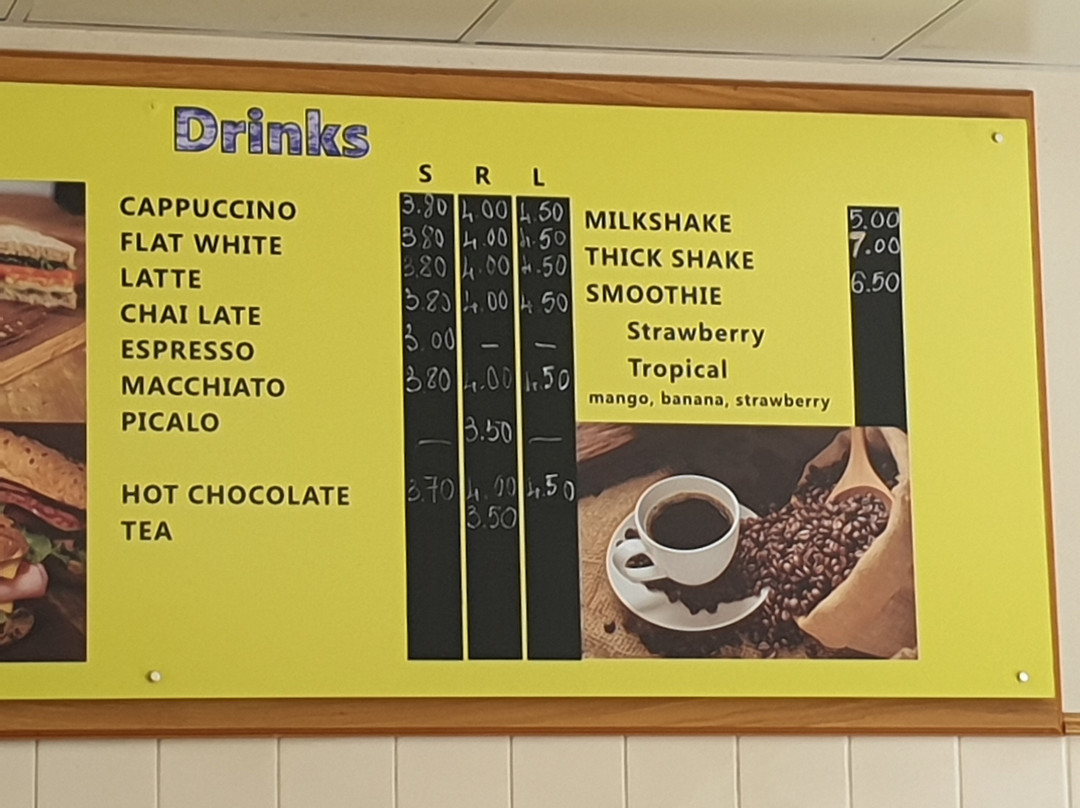 Drinks
S R L
CAPPUCCINO 3.80 4.00 4.50
FLAT WHITE 3.80 4.00 4.50
LATTE 3.80 4.00 4.50
CHAI LATE 3.80 4.00 4.50
ESPRESSO 3.00 — —
MACCHIATO 3.80 4.00 4.50
PICALO — 3.50 —
HOT CHOCOLATE 3.70 4.00 4.50
TEA 3.50
MILKSHAKE 5.00
THICK SHAKE 7.00
SMOOTHIE 6.50
Strawberry
Tropical
mango, banana, strawberry